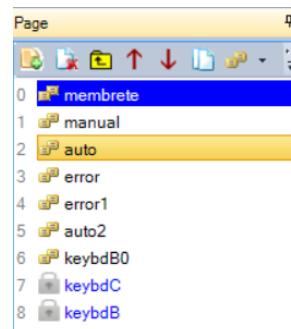 Page
0 membrete
1 manual
2 auto
3 error
4 error1
5 auto2
6 keybdB0
7 keybdC
8 keybdB